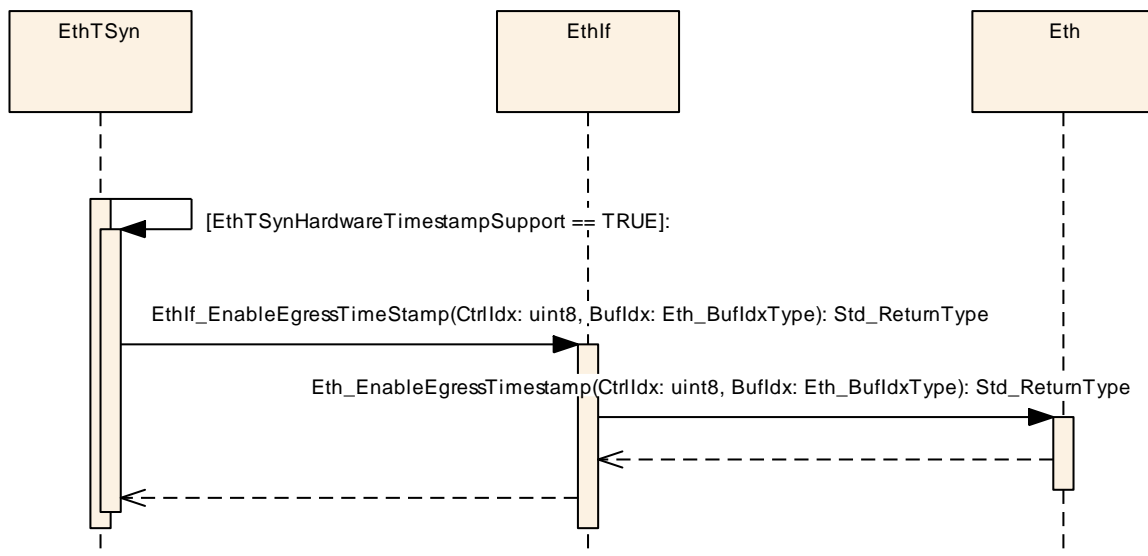 EthTSyn
EthIf
Eth
[EthTSynHardwareTimestampSupport == TRUE]:
EthIf_EnableEgressTimeStamp(CtrlIdx: uint8, BufIdx: Eth_BufIdxType): Std_ReturnType
Eth_EnableEgressTimestamp(CtrlIdx: uint8, BufIdx: Eth_BufIdxType): Std_ReturnType